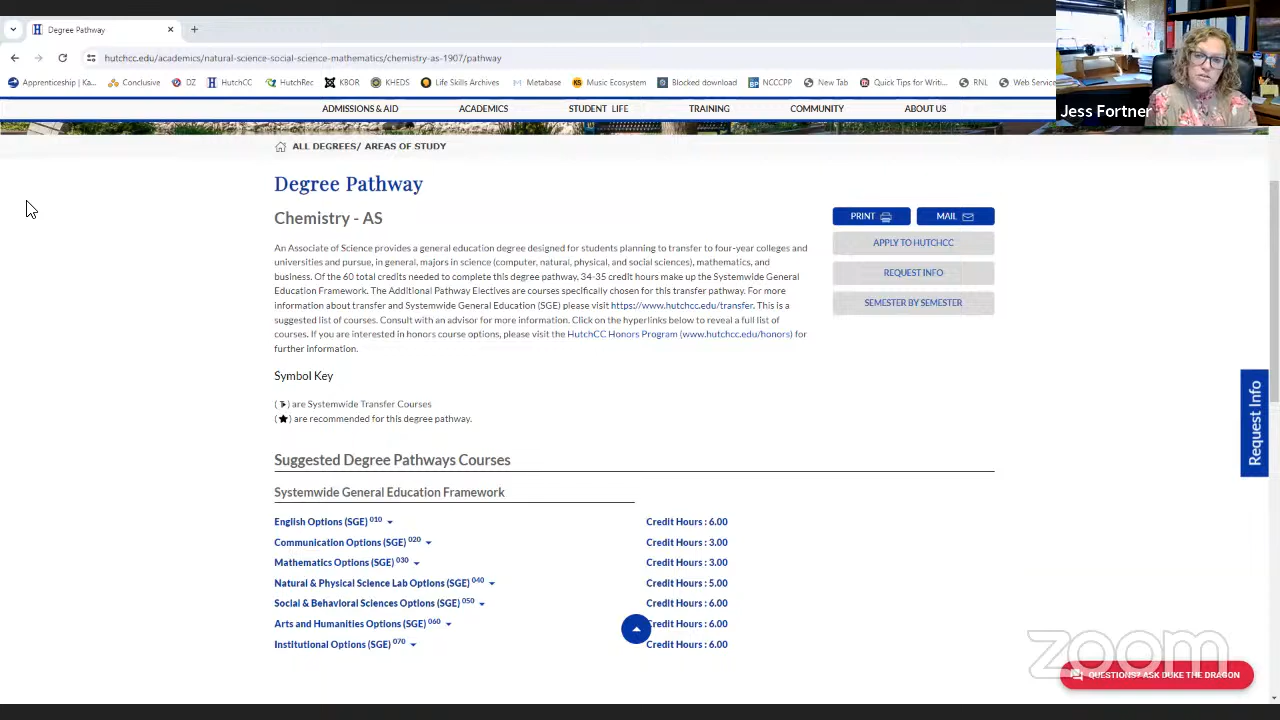 Degree Pathway
hutchcc.edu/academics/natural-science-social-science-mathematics/chemistry-as-1907/pathway
Apprenticeship | Ka... Conclusive DZ HutchCC HutchRec KBOR KHEDS Life Skills Archives Metabase Music Ecosystem Blocked download NCCCPP New Tab Quick Tips for Writi... RNL Web Servic
Jess Fortner
ADMISSIONS & AID ACADEMICS STUDENT LIFE TRAINING COMMUNITY ABOUT US
ALL DEGREES/ AREAS OF STUDY
Degree Pathway
Chemistry - AS
PRINT MAIL
APPLY TO HUTCHCC
REQUEST INFO
SEMESTER BY SEMESTER
An Associate of Science provides a general education degree designed for students planning to transfer to four-year colleges and
universities and pursue, in general, majors in science (computer, natural, physical, and social sciences), mathematics, and
business. Of the 60 total credits needed to complete this degree pathway, 34-35 credit hours make up the Systemwide General
Education Framework. The Additional Pathway Electives are courses specifically chosen for this transfer pathway. For more
information about transfer and Systemwide General Education (SGE) please visit https://www.hutchcc.edu/transfer. This is a
suggested list of courses. Consult with an advisor for more information. Click on the hyperlinks below to reveal a full list of
courses. If you are interested in honors course options, please visit the HutchCC Honors Program (www.hutchcc.edu/honors) for
further information.
Symbol Key
( ) are Systemwide Transfer Courses
(★) are recommended for this degree pathway.
Request Info
Suggested Degree Pathways Courses
Systemwide General Education Framework
English Options (SGE) 010 Credit Hours : 6.00
Communication Options (SGE) 020 Credit Hours : 3.00
Mathematics Options (SGE) 030 Credit Hours : 3.00
Natural & Physical Science Lab Options (SGE) 040 Credit Hours : 5.00
Social & Behavioral Sciences Options (SGE) 050 Credit Hours : 6.00
Arts and Humanities Options (SGE) 060 Credit Hours : 6.00
Institutional Options (SGE) 070 Credit Hours : 6.00
zoom
QUESTIONS? ASK DUKE THE DRAGON